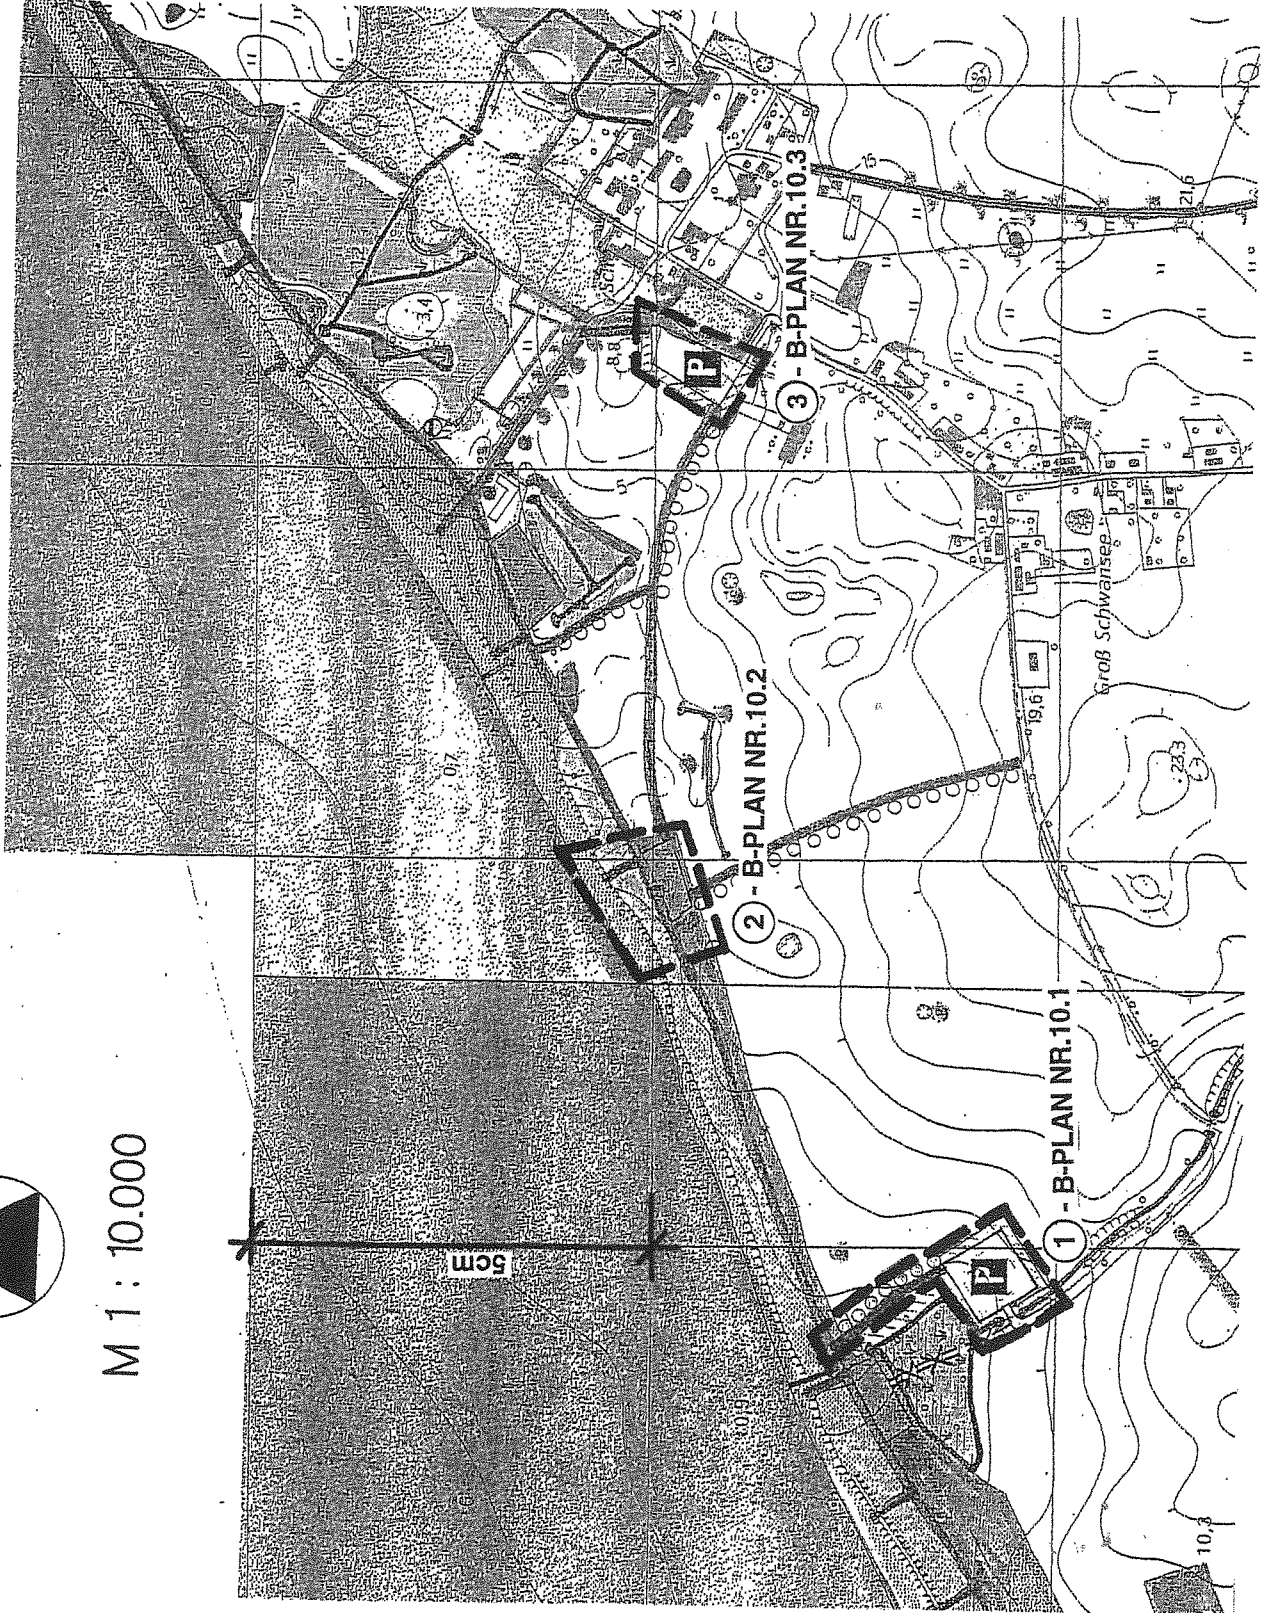 M 1 : 10.000
5cm
1 - B-PLAN NR.10.1
P
2 - B-PLAN NR.10.2
3 - B-PLAN NR.10.3
P
Groß Schwansee
19,6
23,3
21,6
10,3
8,8
3,4
15